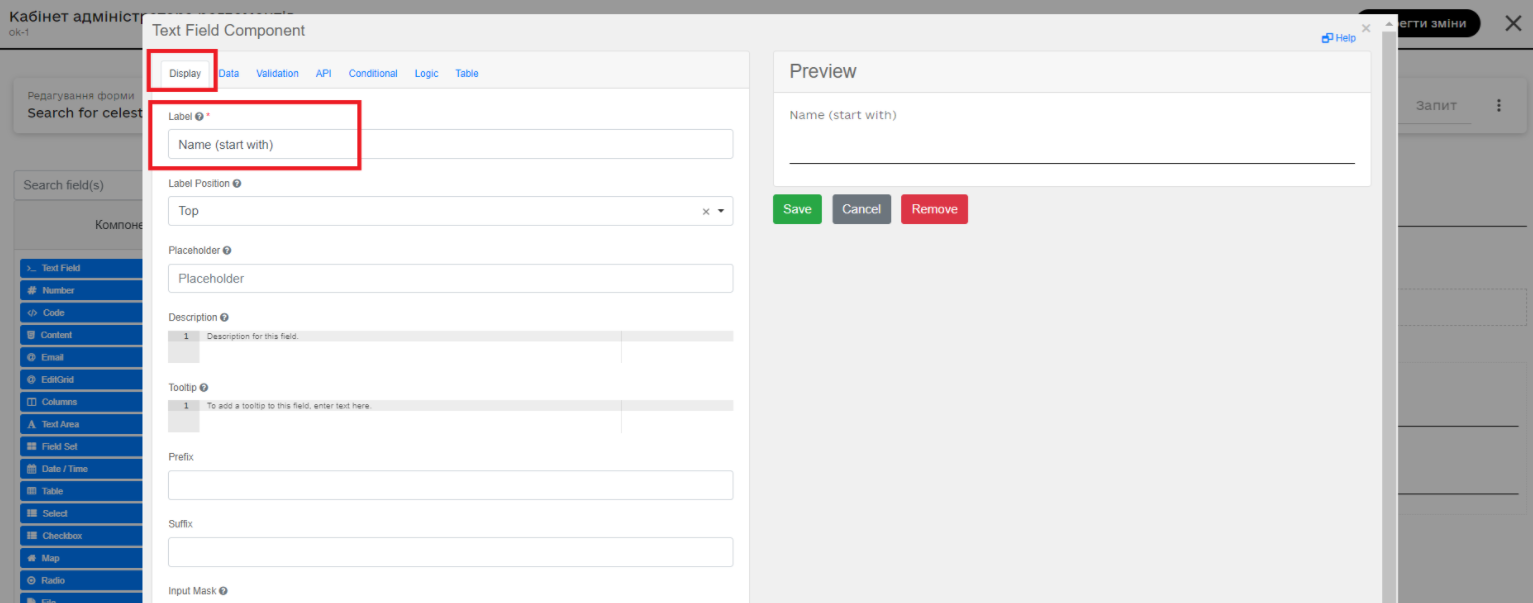 Кабінет адміністр
ok-1
егти зміни
Text Field Component
Help
Display
Data
Validation
API
Conditional
Logic
Table
Preview
Редагування форми
Search for celest
Запит
Label *
Name (start with)
Name (start with)
Search field(s)
Label Position
Top
Save
Cancel
Remove
Компоне
Placeholder
Placeholder
>_ Text Field
# Number
</> Code
Content
@ Email
@ EditGrid
Columns
A Text Area
Field Set
Date / Time
Table
Select
Checkbox
Map
Radio
File
Description
1 Description for this field.
Tooltip
1 To add a tooltip to this field, enter text here.
Prefix
Suffix
Input Mask